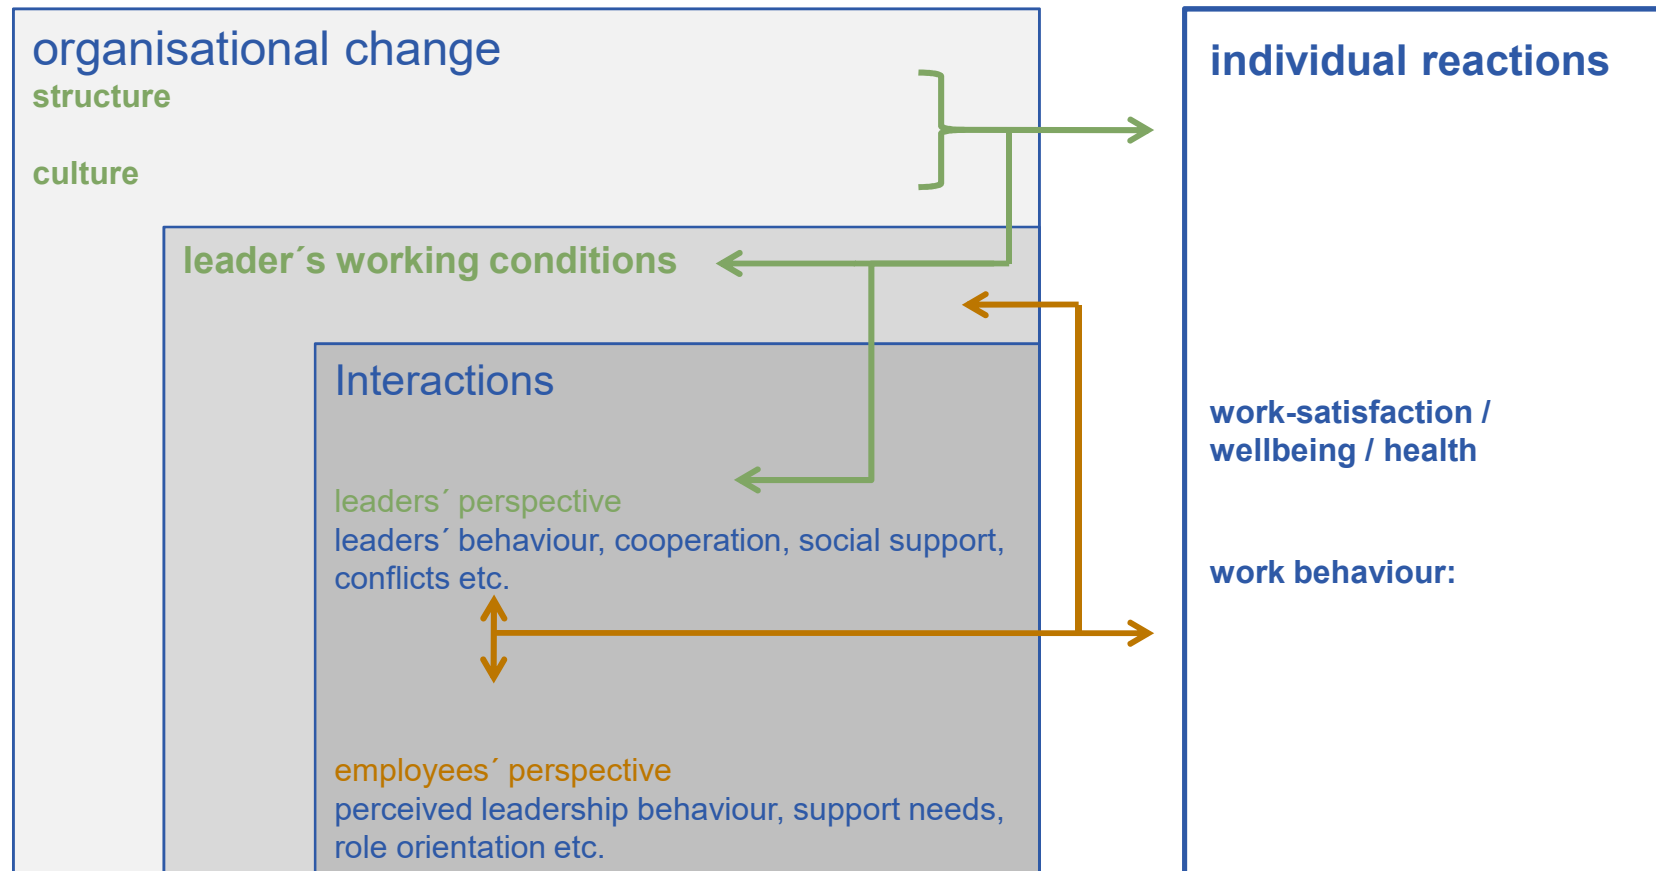 organisational change
structure
culture
leader´s working conditions
Interactions
leaders´ perspective
leaders´ behaviour, cooperation, social support,
conflicts etc.
employees´ perspective
perceived leadership behaviour, support needs,
role orientation etc.
individual reactions
work-satisfaction /
wellbeing / health
work behaviour: